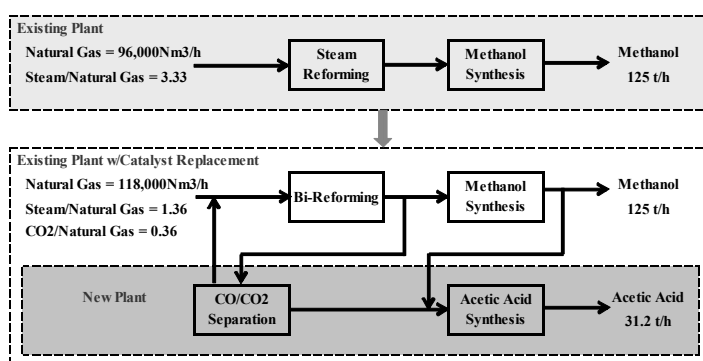 Existing Plant
Natural Gas = 96,000Nm3/h
Steam/Natural Gas = 3.33
Steam
Reforming
Methanol
Synthesis
Methanol
125 t/h
Existing Plant w/Catalyst Replacement
Natural Gas = 118,000Nm3/h
Steam/Natural Gas = 1.36
CO2/Natural Gas = 0.36
Bi-Reforming
Methanol
Synthesis
Methanol
125 t/h
New Plant
CO/CO2
Separation
Acetic Acid
Synthesis
Acetic Acid
31.2 t/h